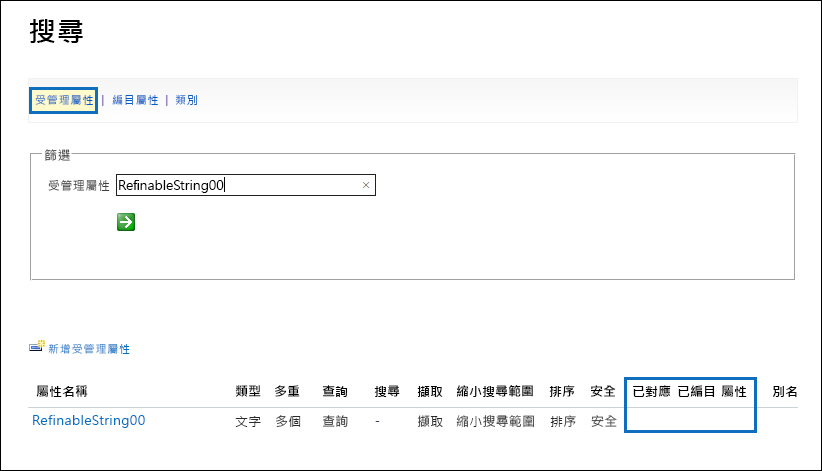 搜尋
受管理屬性 | 編目屬性 | 類別
篩選
受管理屬性 RefinableString00 ×
新增受管理屬性
屬性名稱 類型 多重 查詢 搜尋 擷取 縮小搜尋範圍 排序 安全 已對應 已編目 屬性 別名
RefinableString00 文字 多個 查詢 - 擷取 縮小搜尋範圍 排序 安全